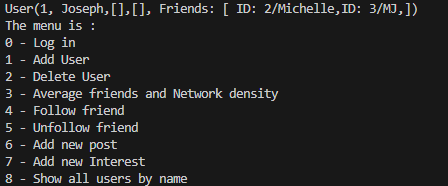 User(1, Joseph,[],[], Friends: [ ID: 2/Michelle,ID: 3/MJ,])
The menu is :
0 - Log in
1 - Add User
2 - Delete User
3 - Average friends and Network density
4 - Follow friend
5 - Unfollow friend
6 - Add new post
7 - Add new Interest
8 - Show all users by name